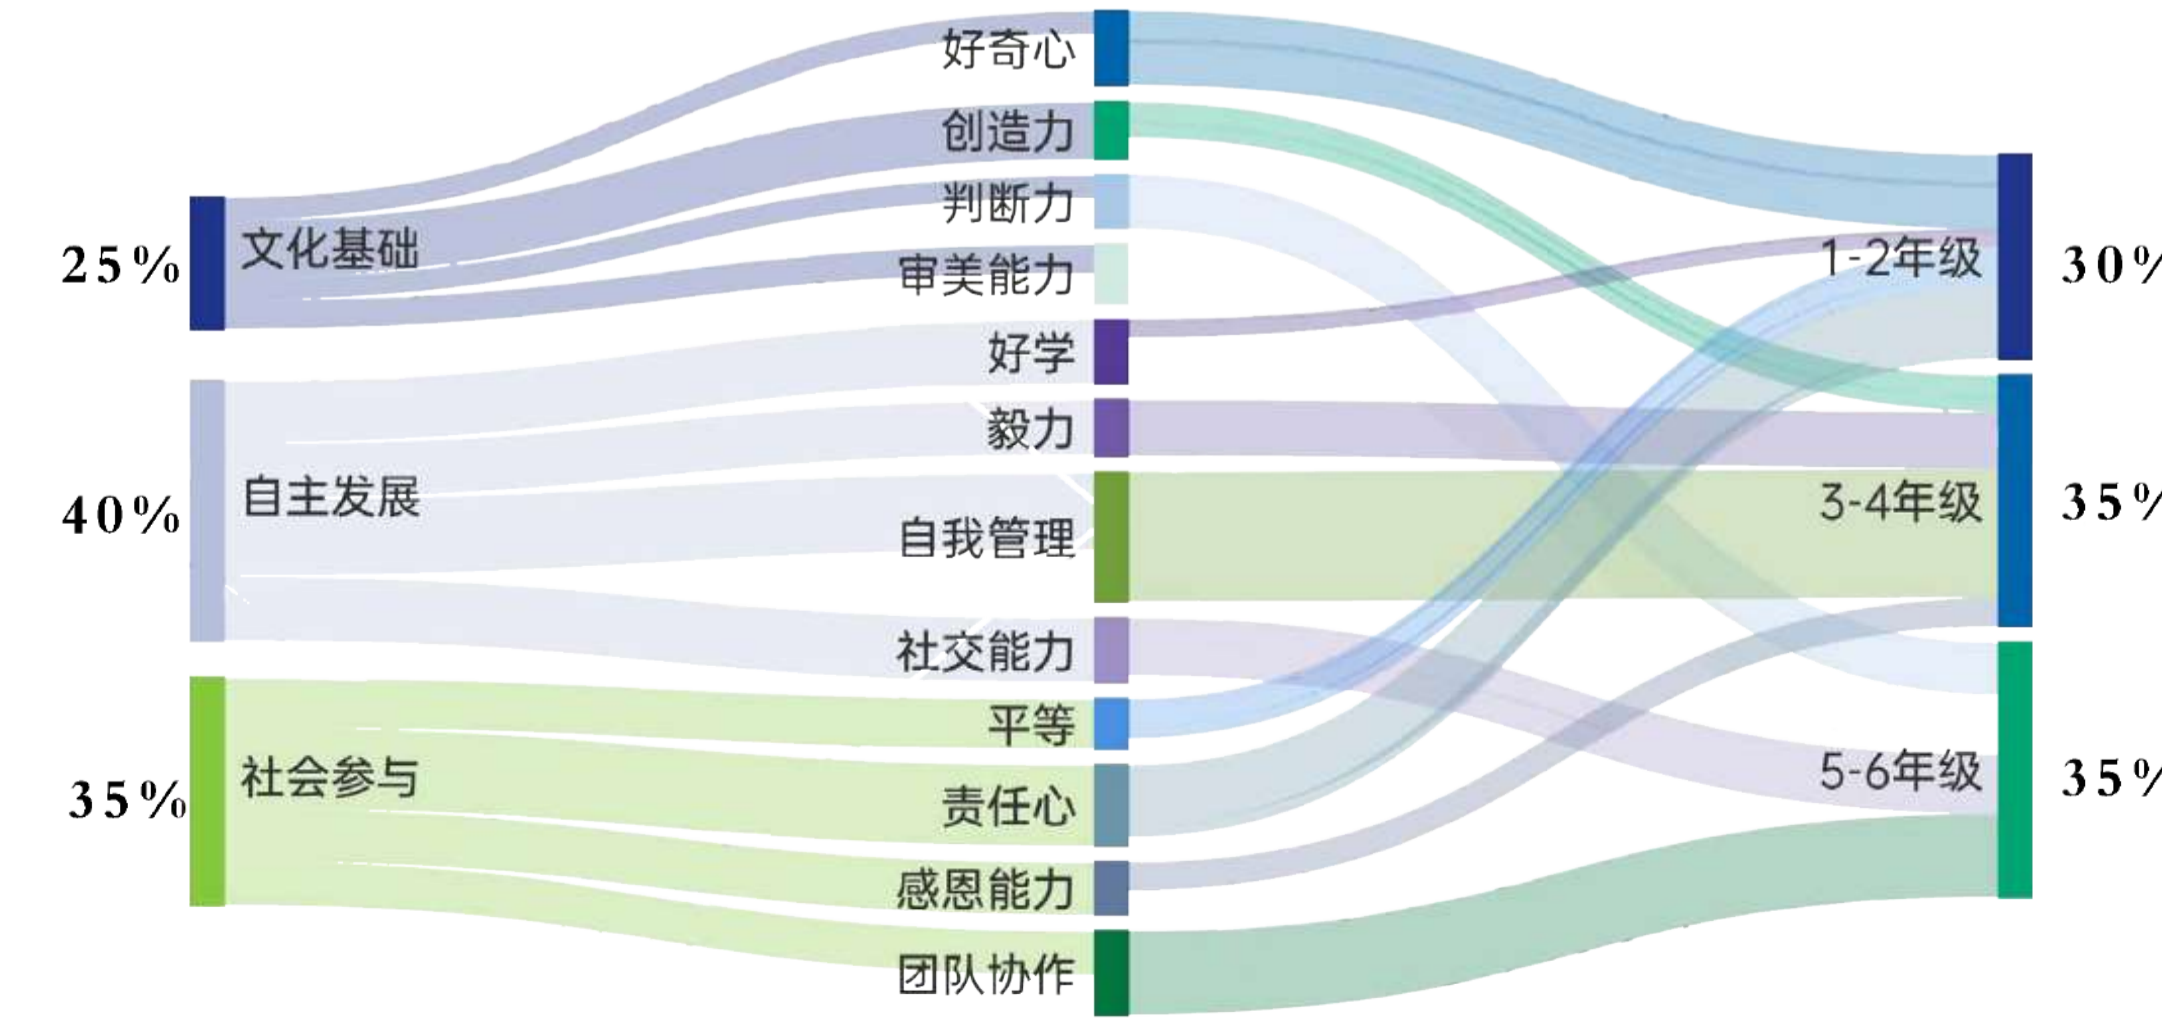 25%
文化基础
40%
自主发展
35%
社会参与
好奇心
创造力
判断力
审美能力
好学
毅力
自我管理
社交能力
平等
责任心
感恩能力
团队协作
1-2年级
30%
3-4年级
35%
5-6年级
35%